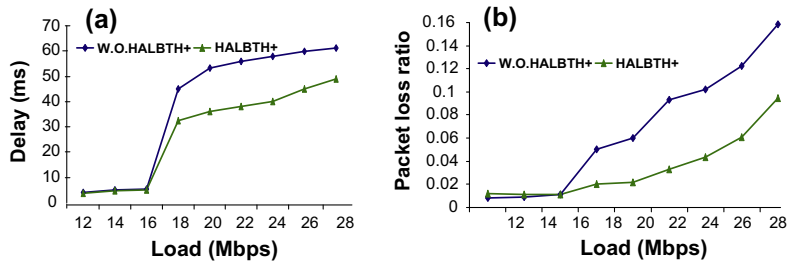 (a)
70
60
50
40
30
20
10
0
Delay (ms)
W.O.HALBTH+ HALBTH+
12 14 16 18 20 22 24 26 28
Load (Mbps)
(b)
0.16
0.14
0.12
0.1
0.08
0.06
0.04
0.02
0
Packet loss ratio
W.O.HALBTH+ HALBTH+
12 14 16 18 20 22 24 26 28
Load (Mbps)